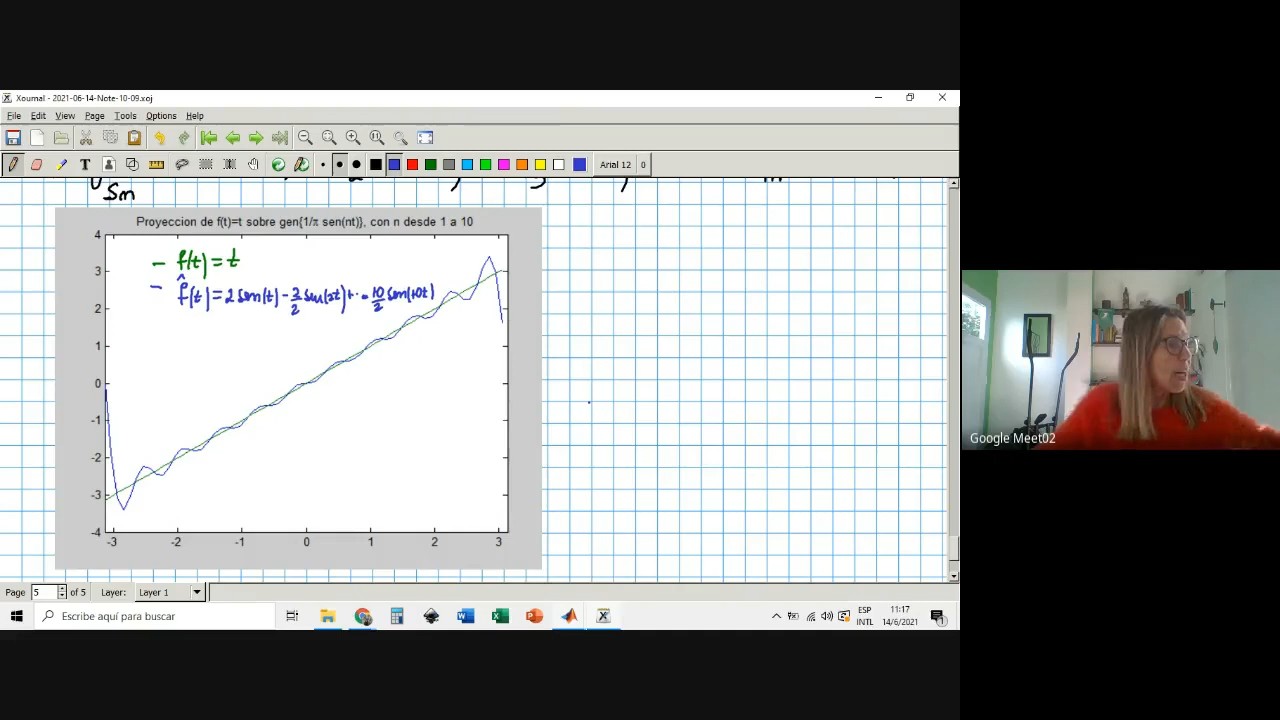 Xournal - 2021-06-14-Note-10-09.xoj
File Edit View Page Tools Options Help
Arial 12 0
Sm
Proyeccion de f(t)=t sobre gen{1/π sen(nt)}, con n desde 1 a 10
4
3
2
1
0
-1
-2
-3
-4
-3 -2 -1 0 1 2 3
– f(t) = t
– f̂(t) = 2 sen(t) - 2/2 sen(2t) + ·· - 10/2 sen(10t)
Google Meet02
Page 5 of 5 Layer: Layer 1
Escribe aquí para buscar
ESP
INTL
11:17
14/6/2021
1